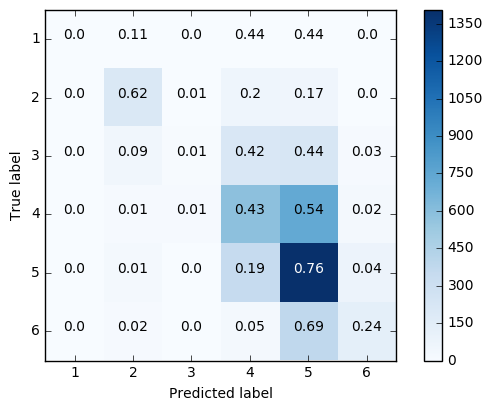 1 0.0 0.11 0.0 0.44 0.44 0.0
2 0.0 0.62 0.01 0.2 0.17 0.0
3 0.0 0.09 0.01 0.42 0.44 0.03
4 0.0 0.01 0.01 0.43 0.54 0.02
5 0.0 0.01 0.0 0.19 0.76 0.04
6 0.0 0.02 0.0 0.05 0.69 0.24
1 2 3 4 5 6
Predicted label
True label
1350
1200
1050
900
750
600
450
300
150
0